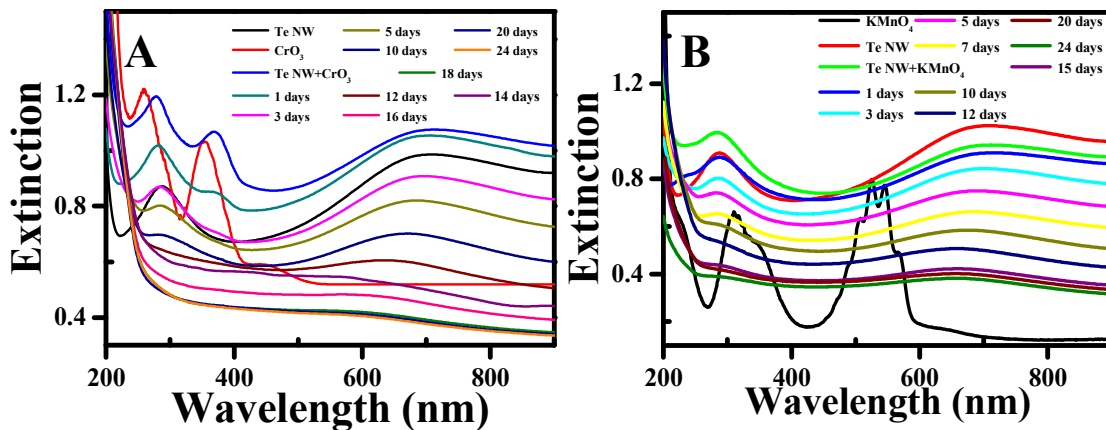 A
Te NW 5 days 20 days
CrO₃ 10 days 24 days
Te NW+CrO₃ 18 days
1 days 12 days 14 days
3 days 16 days
Extinction
1.2
0.8
0.4
200 400 600 800
Wavelength (nm)
B
KMnO₄ 5 days 20 days
Te NW 7 days 24 days
Te NW+KMnO₄ 15 days
1 days 10 days
3 days 12 days
Extinction
1.2
0.8
0.4
200 400 600 800
Wavelength (nm)